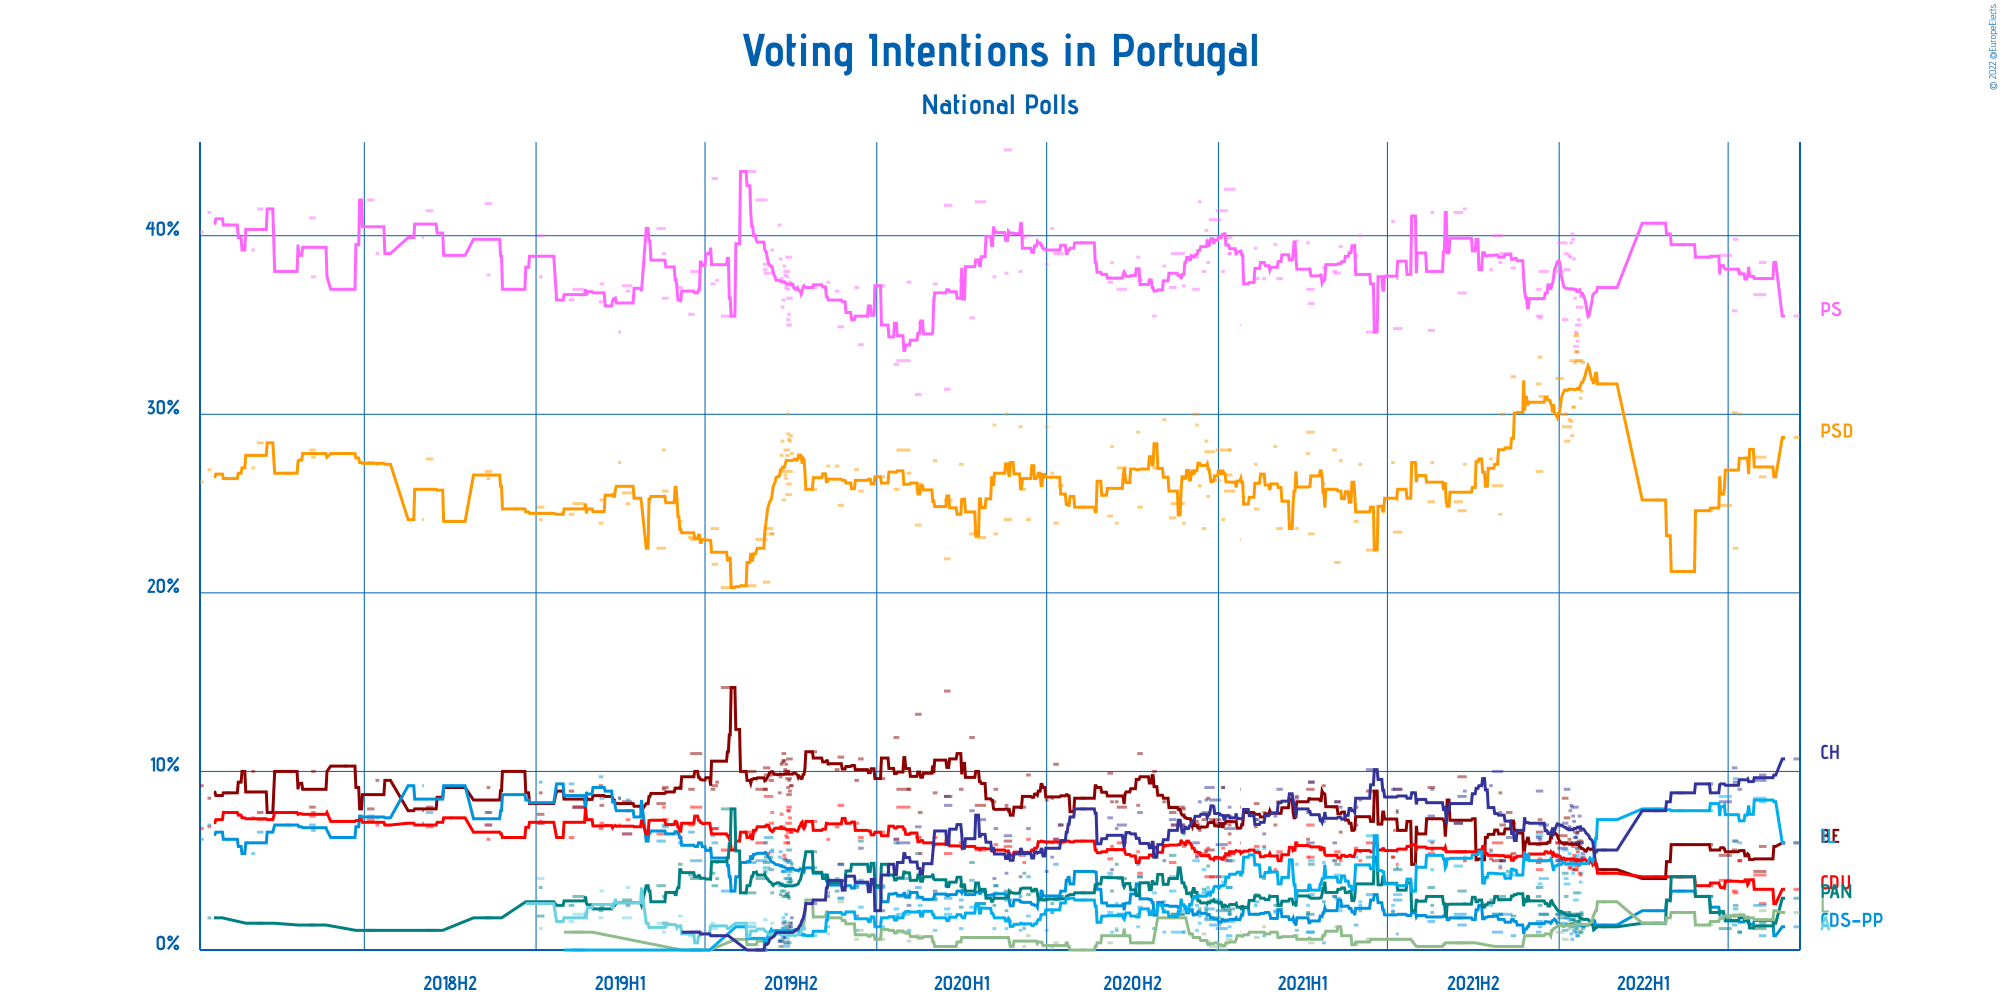 Voting Intentions in Portugal
National Polls
© 2022 @EuropeElects
40%
30%
20%
10%
0%
PS
PSD
CH
BE
CDU
PAN
CDS-PP
2018H2
2019H1
2019H2
2020H1
2020H2
2021H1
2021H2
2022H1